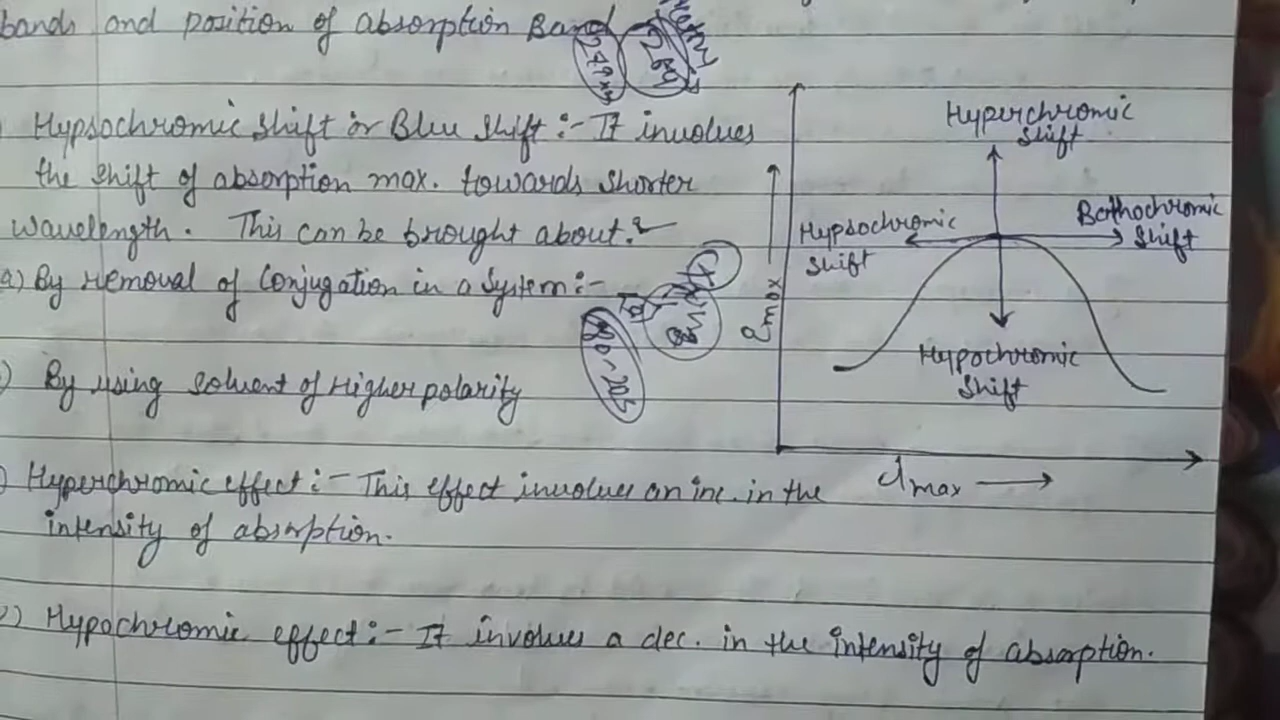 bands and position of absorption Band
Hypsochromic Shift or Blue Shift :- It involves
the shift of absorption max. towards shorter
wavelength. This can be brought about :-
a) By removal of Conjugation in a System :-
) By using Solvent of Higher polarity
) Hyperchromic effect :- This effect involves an inc. in the
intensity of absorption.
) Hypochromic effect :- It involves a dec. in the intensity of absorption.
Hyperchromic
Shift
Hypsochromic
Shift
Bathochromic
Shift
Hypochromic
Shift
max
max